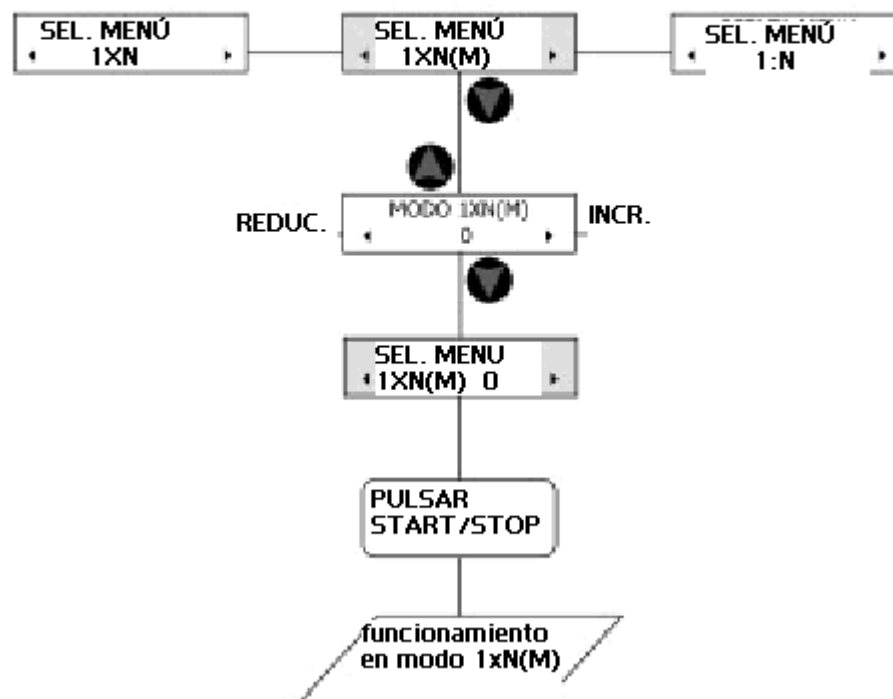 SEL. MENÚ
1XN
SEL. MENÚ
1XN(M)
SEL. MENÚ
1:N
REDUC.
MODO 1XN(M)
0
INCR.
SEL. MENU
1XN(M) 0
PULSAR
START/STOP
funcionamiento
en modo 1xN(M)